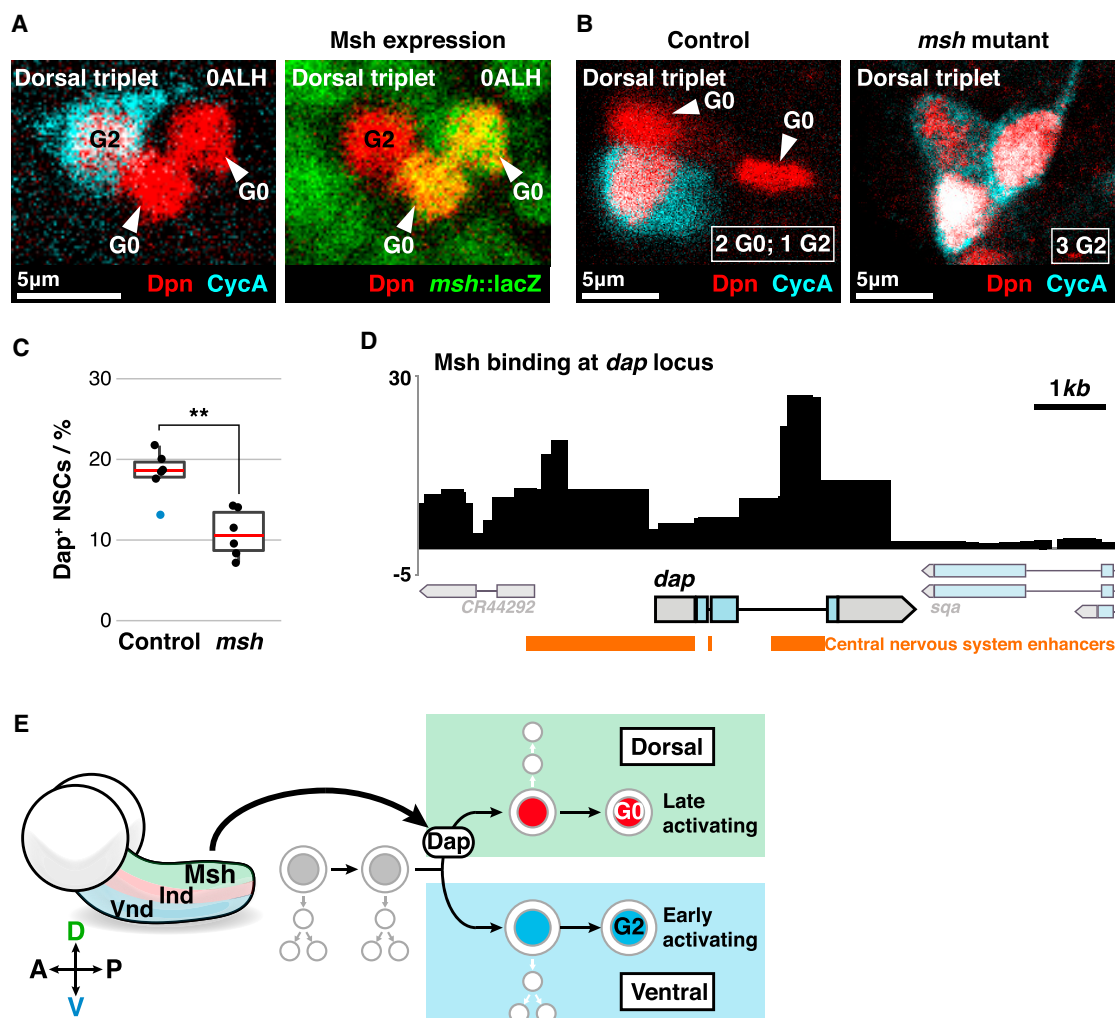 A
Msh expression
Dorsal triplet 0ALH
G2
G0
G0
5µm
Dpn CycA
Dorsal triplet 0ALH
G2
G0
G0
Dpn msh::lacZ
B
Control
msh mutant
Dorsal triplet
G0
G0
2 G0; 1 G2
5µm
Dpn CycA
Dorsal triplet
3 G2
Dpn CycA
C
Dap+ NSCs / %
30
20
10
0
**
Control msh
D
Msh binding at dap locus
30
-5
1kb
CR44292
dap
sqa
Central nervous system enhancers
E
Msh
Ind
Vnd
D
A P
V
Dap
Dorsal
G0
Late
activating
G2
Early
activating
Ventral